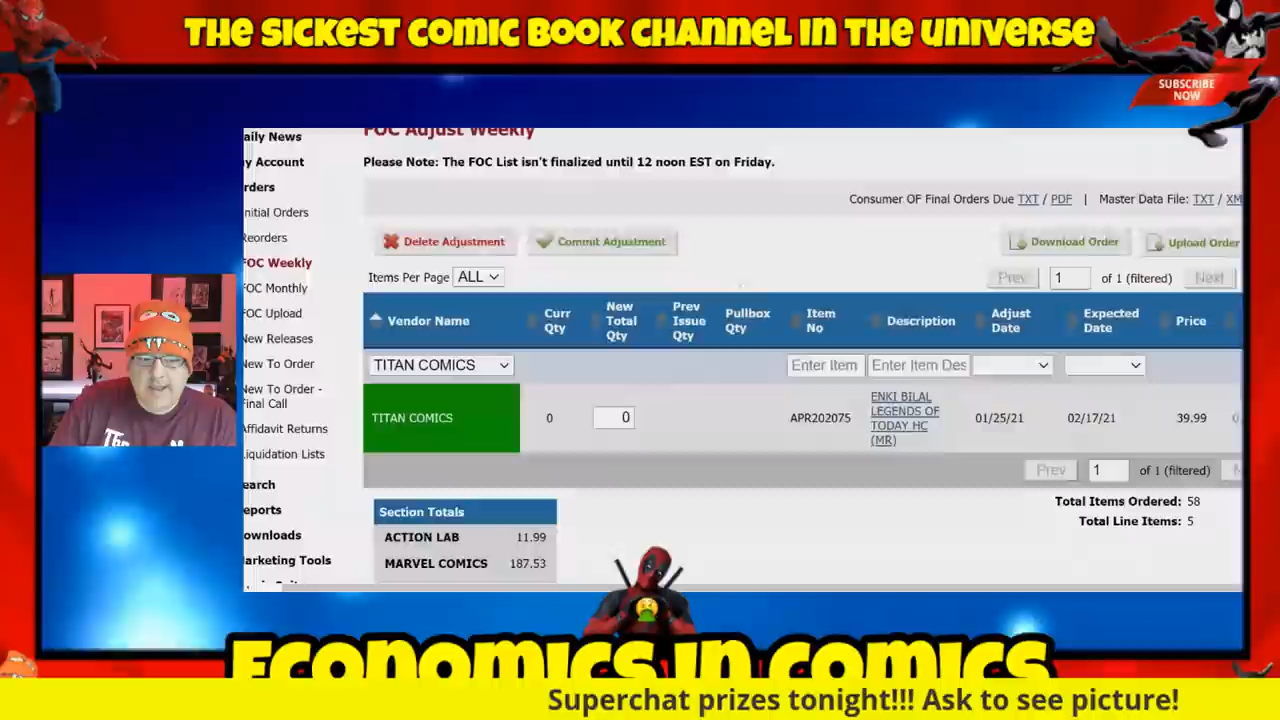 THE SICKEST COMIC BOOK CHANNEL IN THE UNIVERSE
SUBSCRIBE
NOW
FOC Adjust Weekly
Please Note: The FOC List isn't finalized until 12 noon EST on Friday.
aily News
y Account
rders
nitial Orders
Reorders
FOC Weekly
FOC Monthly
FOC Upload
New Releases
New To Order
New To Order -
Final Call
Affidavit Returns
Liquidation Lists
earch
eports
ownloads
arketing Tools
Consumer OF Final Orders Due TXT / PDF | Master Data File: TXT / XM
Delete Adjustment
Commit Adjustment
Download Order
Upload Order
Items Per Page ALL
Prev 1 of 1 (filtered) Next
Vendor Name
Curr
Qty
New
Total
Qty
Prev
Issue
Qty
Pullbox
Qty
Item
No
Description
Adjust
Date
Expected
Date
Price
TITAN COMICS
Enter Item
Enter Item Des
TITAN COMICS
0
0
APR202075
ENKI BILAL
LEGENDS OF
TODAY HC
(MR)
01/25/21
02/17/21
39.99
Prev 1 of 1 (filtered)
Total Items Ordered: 58
Total Line Items: 5
Section Totals
ACTION LAB 11.99
MARVEL COMICS 187.53
ECONOMICS IN COMICS
Superchat prizes tonight!!! Ask to see picture!